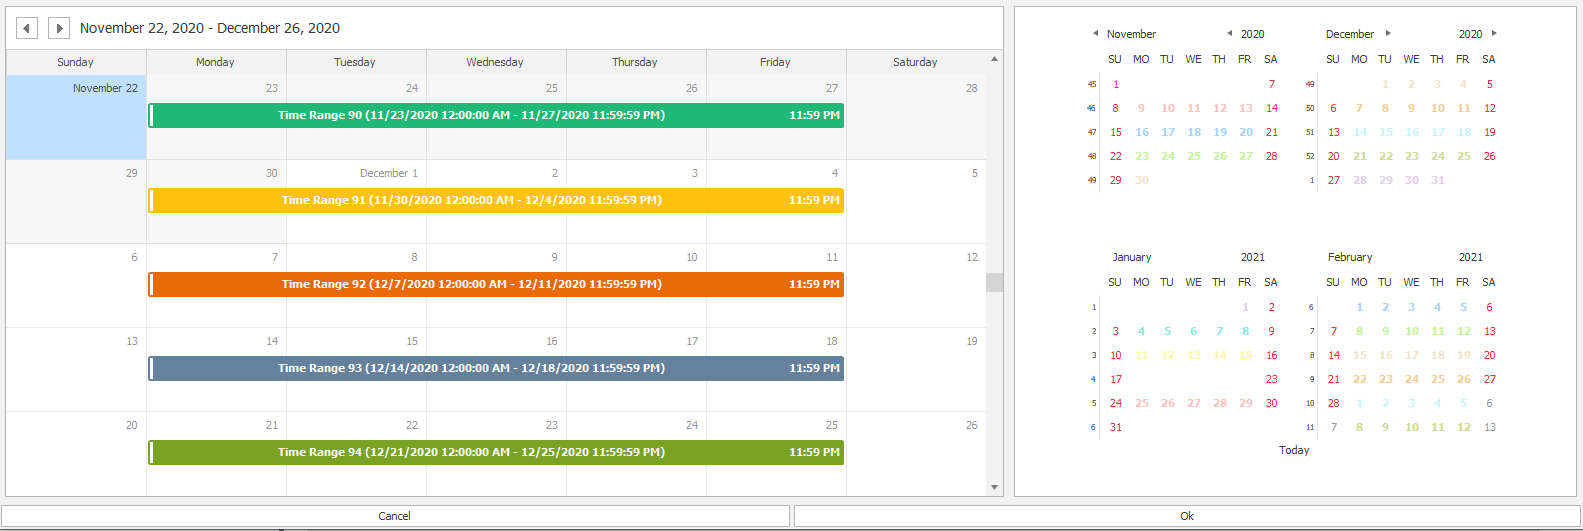 November 22, 2020 - December 26, 2020
Sunday Monday Tuesday Wednesday Thursday Friday Saturday
November 22 23 24 25 26 27 28
Time Range 90 (11/23/2020 12:00:00 AM - 11/27/2020 11:59:59 PM) 11:59 PM
29 30 December 1 2 3 4 5
Time Range 91 (11/30/2020 12:00:00 AM - 12/4/2020 11:59:59 PM) 11:59 PM
6 7 8 9 10 11 12
Time Range 92 (12/7/2020 12:00:00 AM - 12/11/2020 11:59:59 PM) 11:59 PM
13 14 15 16 17 18 19
Time Range 93 (12/14/2020 12:00:00 AM - 12/18/2020 11:59:59 PM) 11:59 PM
20 21 22 23 24 25 26
Time Range 94 (12/21/2020 12:00:00 AM - 12/25/2020 11:59:59 PM) 11:59 PM
November 2020
SU MO TU WE TH FR SA
45 1 7
46 8 9 10 11 12 13 14
47 15 16 17 18 19 20 21
48 22 23 24 25 26 27 28
49 29 30
December 2020
SU MO TU WE TH FR SA
49 1 2 3 4 5
50 6 7 8 9 10 11 12
51 13 14 15 16 17 18 19
52 20 21 22 23 24 25 26
1 27 28 29 30 31
January 2021
SU MO TU WE TH FR SA
1 1 2
2 3 4 5 6 7 8 9
3 10 11 12 13 14 15 16
4 17 23
5 24 25 26 27 28 29 30
6 31
February 2021
SU MO TU WE TH FR SA
6 1 2 3 4 5 6
7 7 8 9 10 11 12 13
8 14 15 16 17 18 19 20
9 21 22 23 24 25 26 27
10 28 1 2 3 4 5 6
11 7 8 9 10 11 12 13
Today
Cancel
Ok